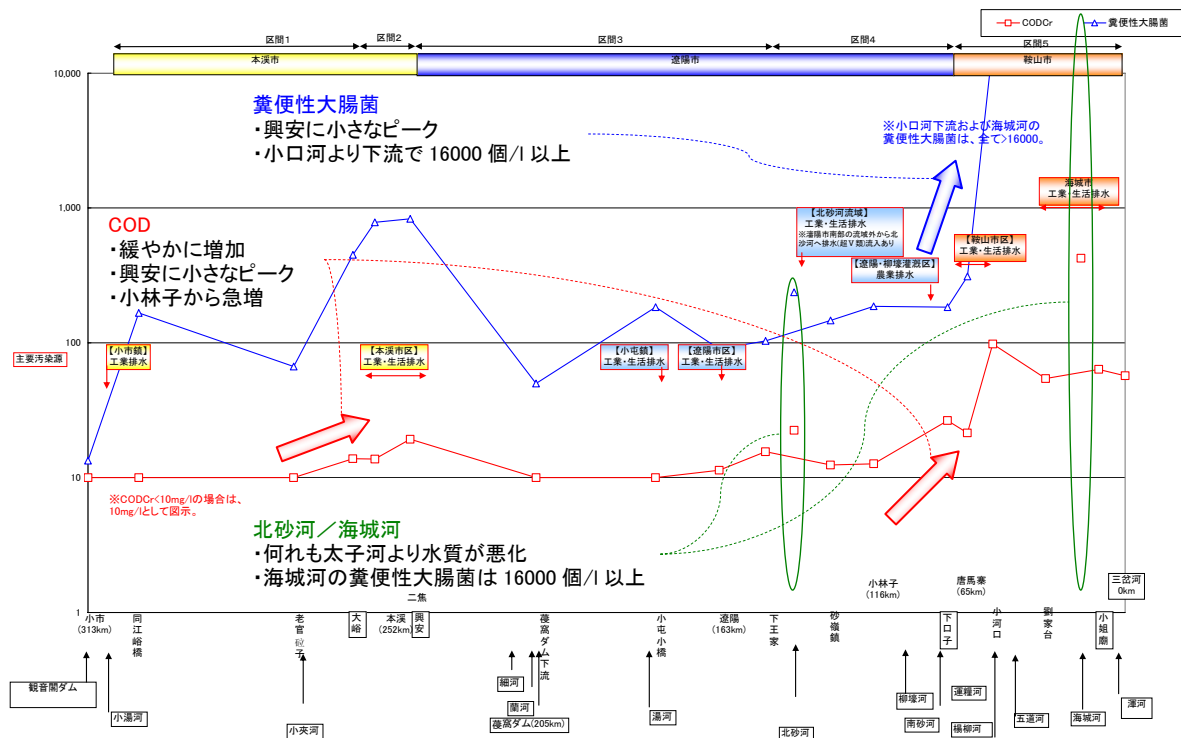 CODCr 糞便性大腸菌
区間1 区間2 区間3 区間4 区間5
本溪市 遼陽市 鞍山市
10,000
1,000
100
10
1
糞便性大腸菌
・興安に小さなピーク
・小口河より下流で 16000 個/l 以上
※小口河下流および海城河の
糞便性大腸菌は、全て>16000。
COD
・緩やかに増加
・興安に小さなピーク
・小林子から急増
海城市
工業・生活排水
【北砂河流域】
工業・生活排水
※瀋陽市南部の流域外から北
沙河へ排水(超Ⅴ類)流入あり
【鞍山市区】
工業・生活排水
【遼陽・柳壕灌漑区】
農業排水
主要汚染源
【小市鎮】
工業排水
【本溪市区】
工業・生活排水
【小屯鎮】
工業・生活排水
【遼陽市区】
工業・生活排水
※CODCr<10mg/lの場合は、
10mg/lとして図示。
北砂河／海城河
・何れも太子河より水質が悪化
・海城河の糞便性大腸菌は 16000 個/l 以上
小市
(313km)
同江峪橋
老官砬子
大峪
本溪
(252km)
二焦
興安
葠窩ダム下流
小屯小橋
遼陽
(163km)
下王家
砂嶺鎮
小林子
(116km)
下口子
唐馬寨
(65km)
小河口
劉家台
小姐廟
三岔河
0km
観音閣ダム
小湯河
小夾河
細河
蘭河
葠窩ダム(205km)
湯河
北砂河
柳壕河
南砂河
運糧河
楊柳河
五道河
海城河
渾河